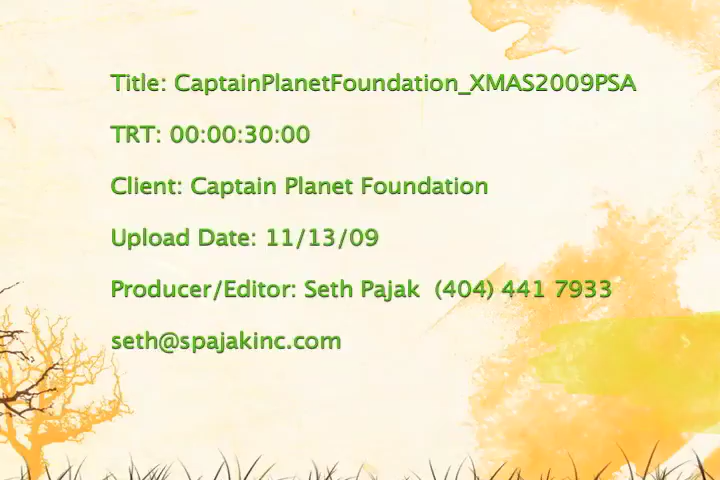 Title: CaptainPlanetFoundation_XMAS2009PSA
TRT: 00:00:30:00
Client: Captain Planet Foundation
Upload Date: 11/13/09
Producer/Editor: Seth Pajak (404) 441 7933
seth@spajakinc.com